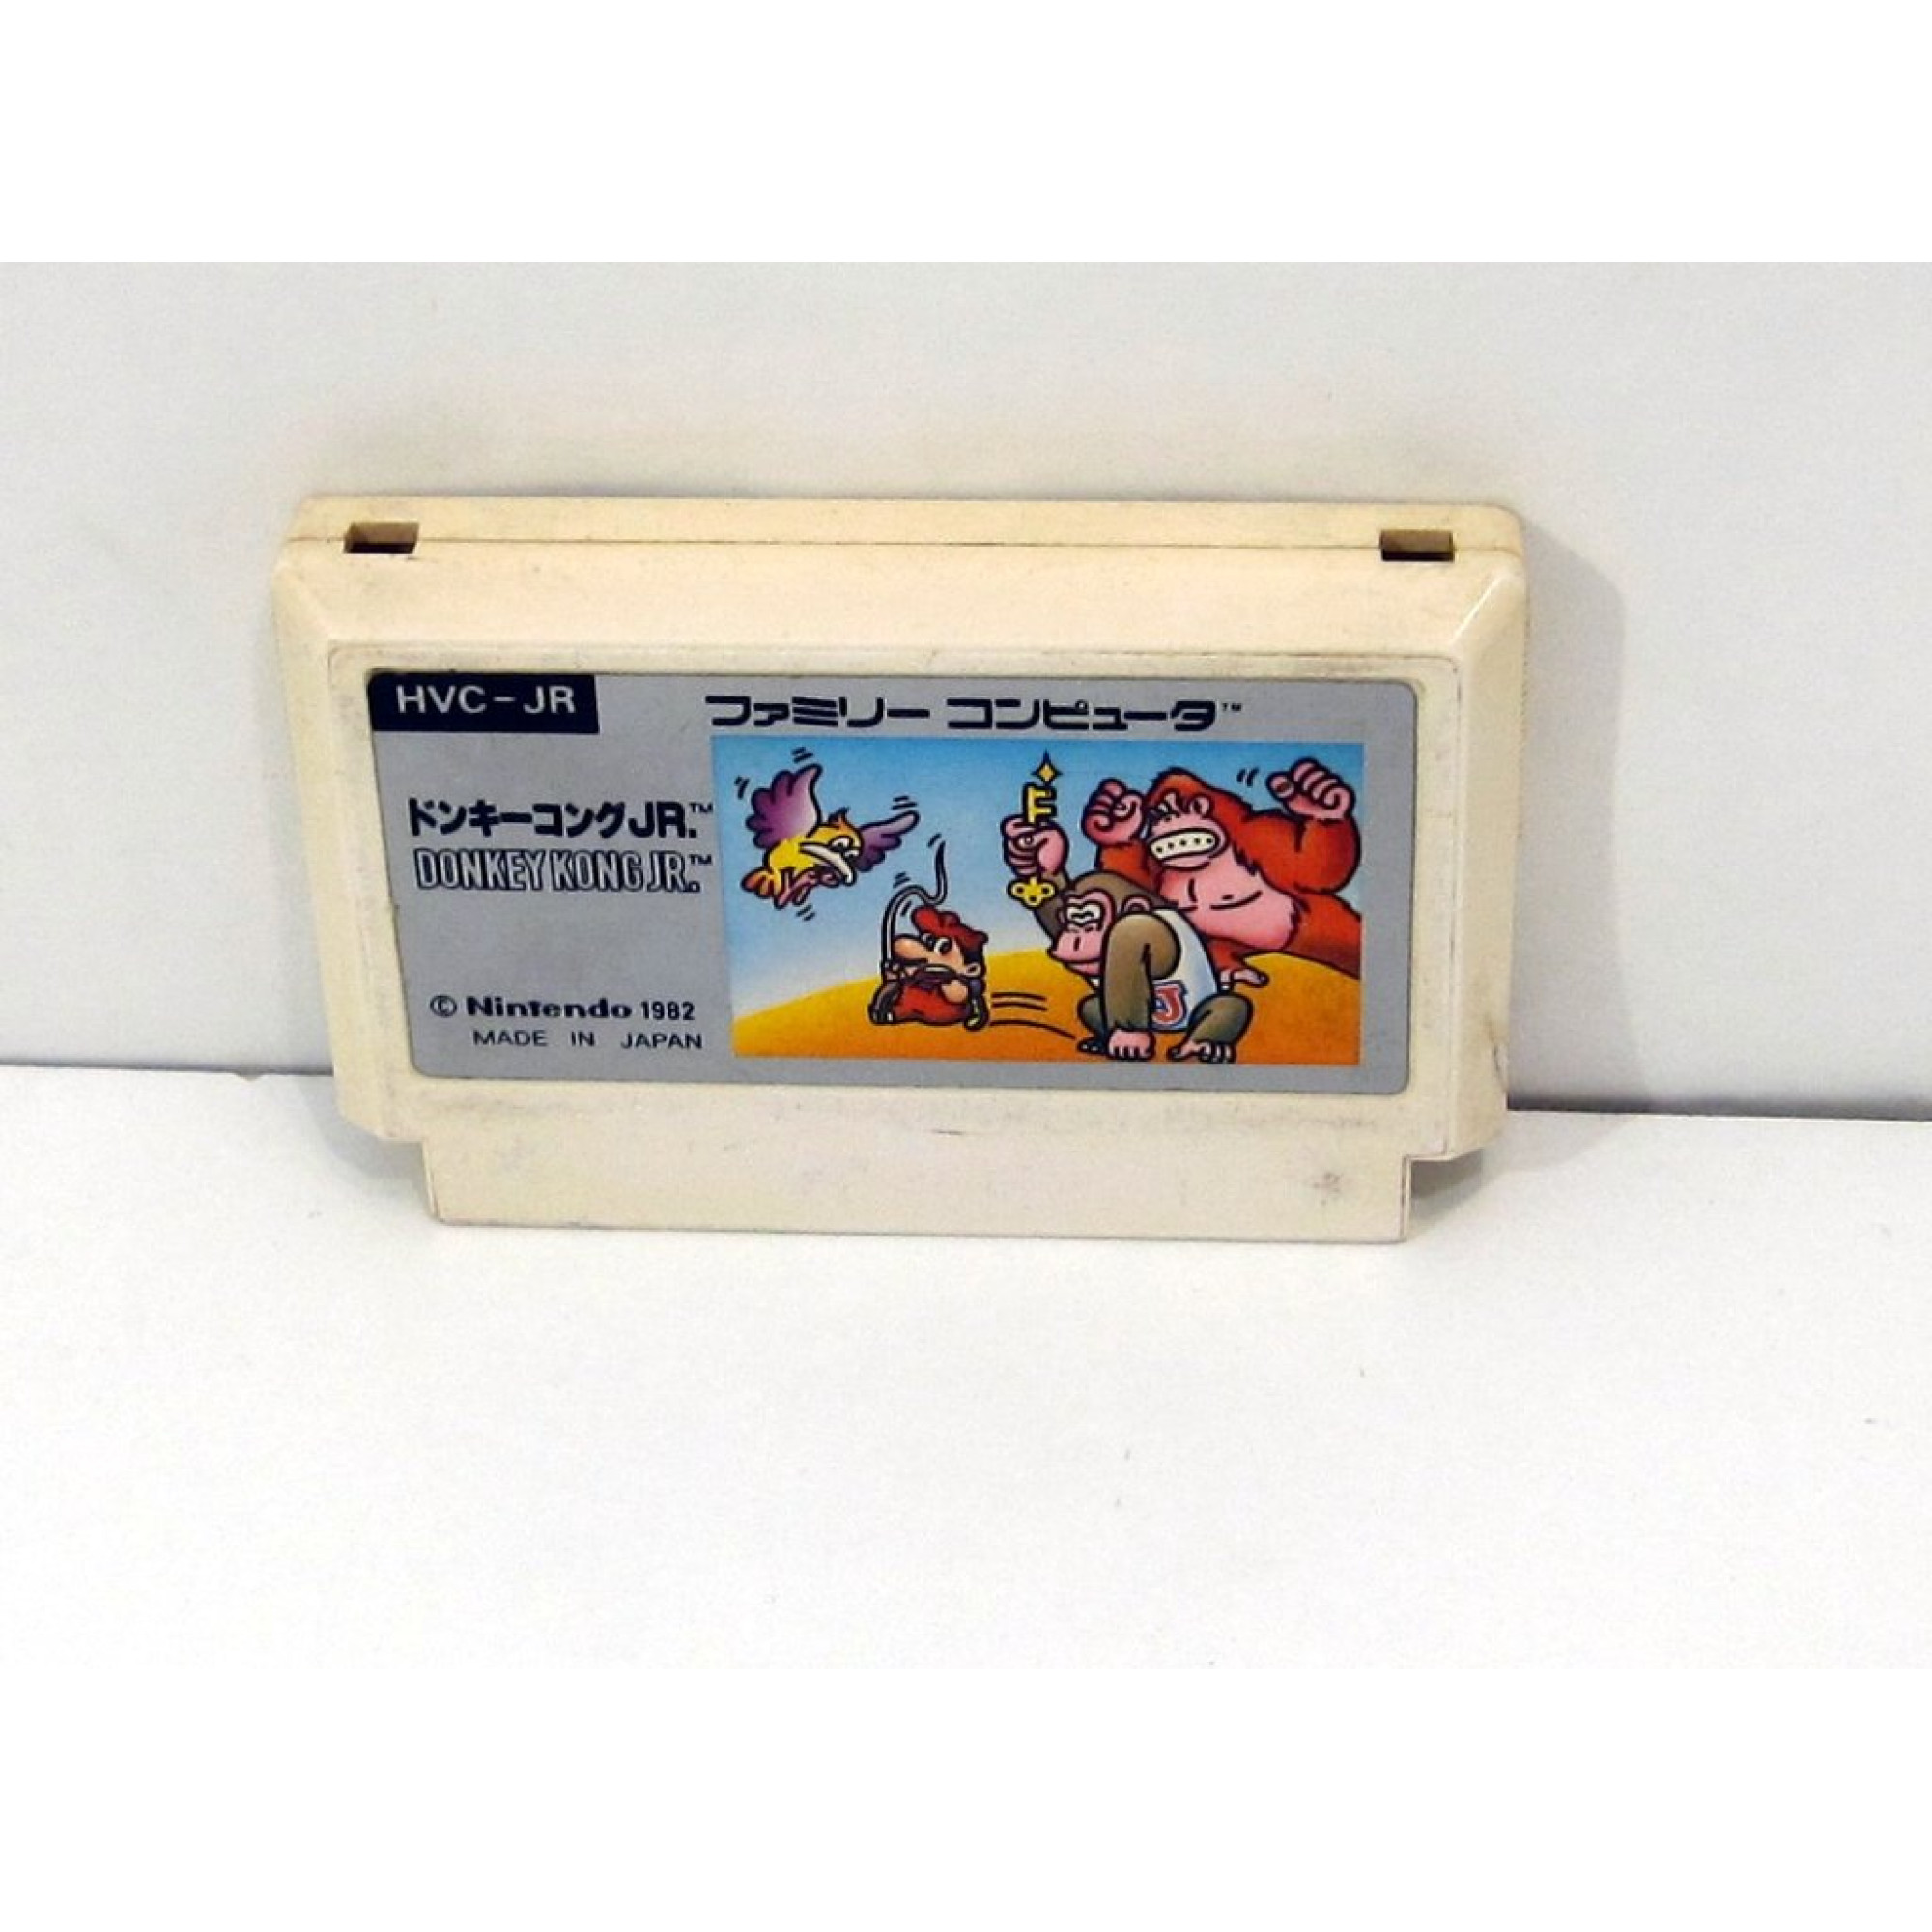 HVC-JR
ファミリー コンピュータ™
ドンキーコングJR.™
DONKEY KONG JR.™
© Nintendo 1982
MADE IN JAPAN
J